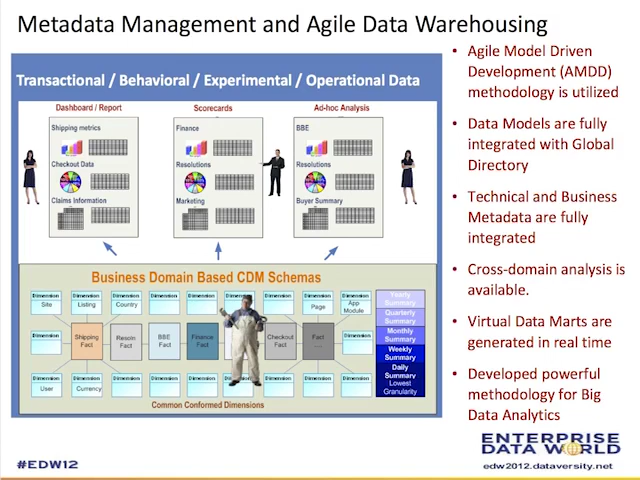 Metadata Management and Agile Data Warehousing
Transactional / Behavioral / Experimental / Operational Data
Dashboard / Report
Scorecards
Ad-hoc Analysis
Shipping metrics
Finance
BBE
Checkout Data
Resolutions
Resolutions
Claims Information
Marketing
Buyer Summary
Business Domain Based CDM Schemas
Dimension
Site
Dimension
Listing
Dimension
Country
Dimension
Dimension
Dimension
Dimension
Dimension
Page
Dimension
App
Module
Dimension
Shipping
Fact
Resoln
Fact
BBE
Fact
Finance
Fact
Checkout
Fact
Fact
....
Dimension
Dimension
User
Dimension
Currency
Dimension
Dimension
Dimension
Dimension
Dimension
Dimension
Dimension
Dimension
Yearly
Summary
Quarterly
Summary
Monthly
Summary
Weekly
Summary
Daily
Summary
Lowest
Granularity
Common Conformed Dimensions
• Agile Model Driven
Development (AMDD)
methodology is utilized
• Data Models are fully
integrated with Global
Directory
• Technical and Business
Metadata are fully
integrated
• Cross-domain analysis is
available.
• Virtual Data Marts are
generated in real time
• Developed powerful
methodology for Big
Data Analytics
#EDW12
ENTERPRISE
DATA WORLD
edw2012.dataversity.net